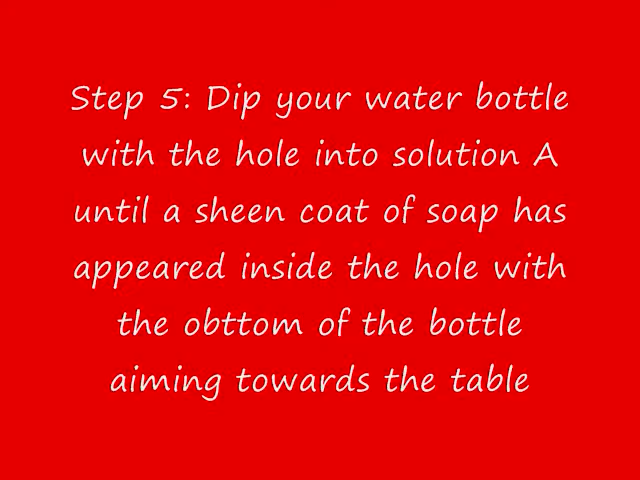 Step 5: Dip your water bottle
with the hole into solution A
until a sheen coat of soap has
appeared inside the hole with
the obttom of the bottle
aiming towards the table